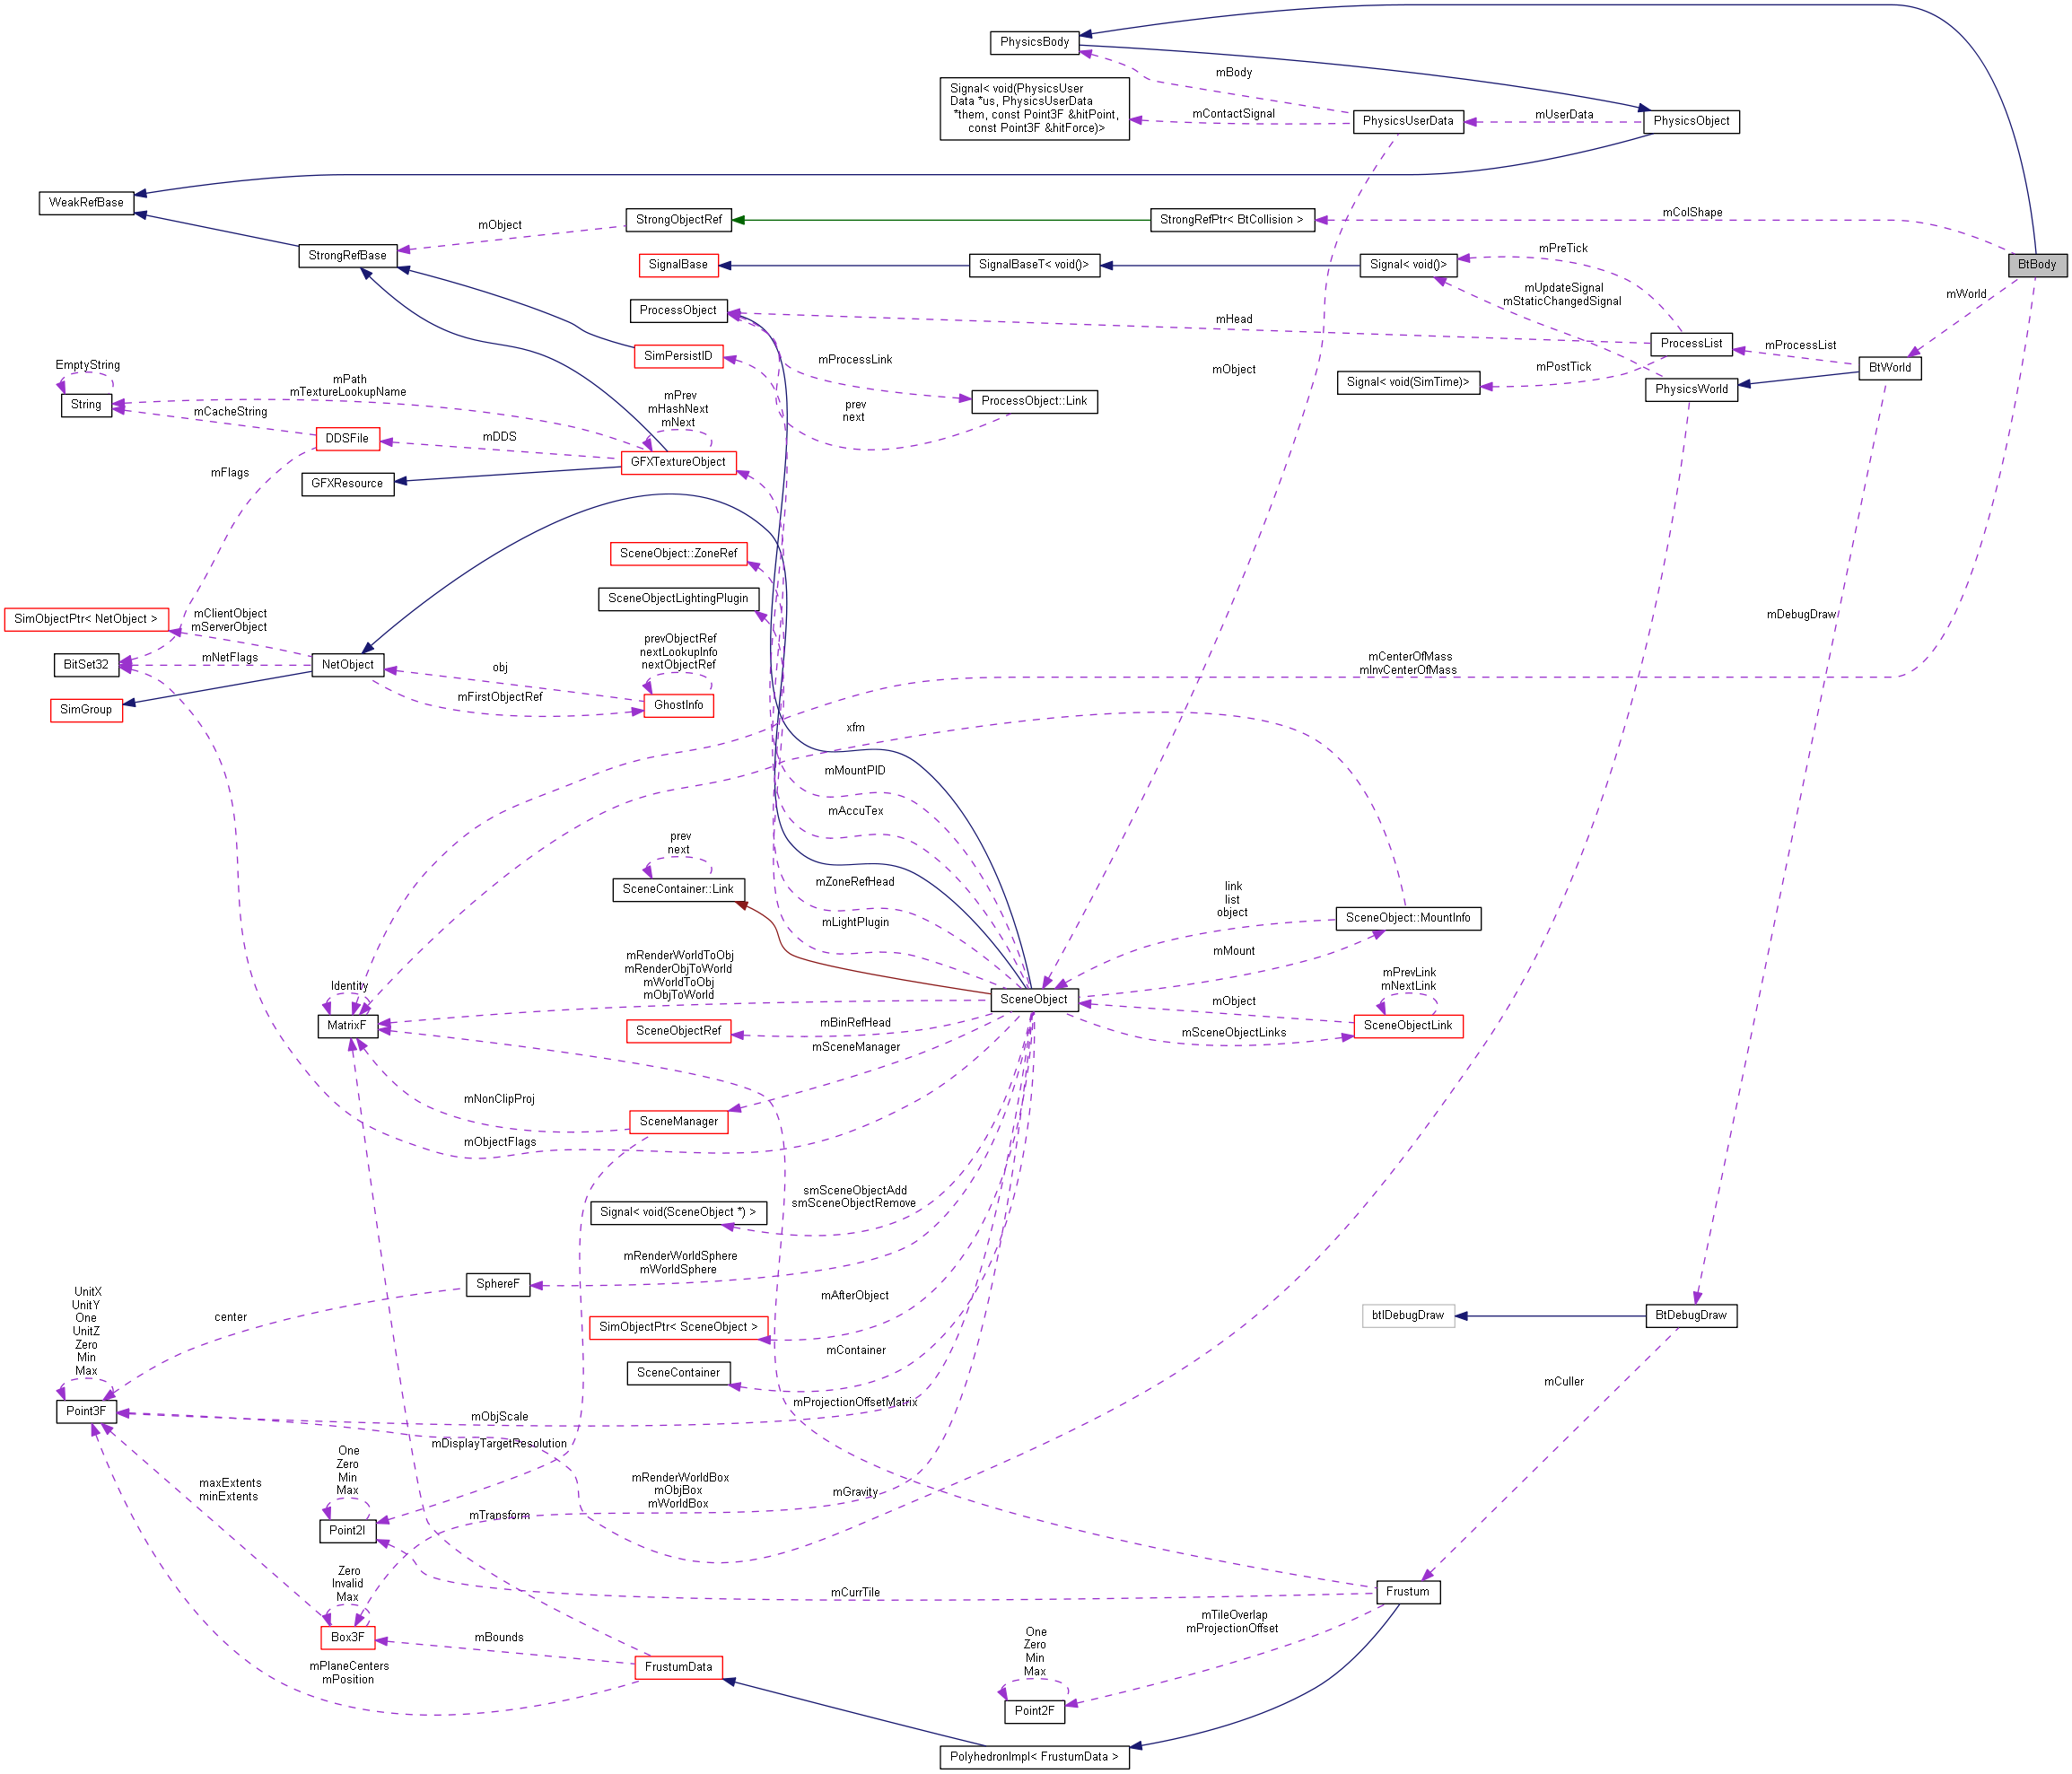 PhysicsBody
mBody
Signal< void(PhysicsUser
Data *us, PhysicsUserData
*them, const Point3F &hitPoint,
const Point3F &hitForce)>
mContactSignal
PhysicsUserData
mUserData
PhysicsObject
WeakRefBase
StrongObjectRef
StrongRefPtr< BtCollision >
mColShape
mObject
StrongRefBase
SignalBase
SignalBaseT< void()>
Signal< void()>
mPreTick
BtBody
mUpdateSignal
mStaticChangedSignal
mWorld
ProcessObject
mHead
ProcessList
mProcessList
SimPersistID
mProcessLink
mObject
mPostTick
BtWorld
EmptyString
mPath
mTextureLookupName
mPrev
mHashNext
mNext
Signal< void(SimTime)>
PhysicsWorld
String
mCacheString
prev
next
ProcessObject::Link
DDSFile
mDDS
GFXTextureObject
mFlags
GFXResource
SceneObject::ZoneRef
SceneObjectLightingPlugin
SimObjectPtr< NetObject >
mClientObject
mServerObject
mDebugDraw
prevObjectRef
nextLookupInfo
nextObjectRef
BitSet32
mNetFlags
NetObject
obj
mCenterOfMass
mInvCenterOfMass
mFirstObjectRef
GhostInfo
SimGroup
xfm
mMountPID
mAccuTex
prev
next
SceneContainer::Link
mZoneRefHead
link
list
object
SceneObject::MountInfo
mLightPlugin
mMount
mRenderWorldToObj
mRenderObjToWorld
mWorldToObj
mObjToWorld
mPrevLink
mNextLink
Identity
SceneObject
mObject
MatrixF
SceneObjectRef
mBinRefHead
SceneObjectLink
mSceneObjectLinks
mSceneManager
mNonClipProj
SceneManager
mObjectFlags
smSceneObjectAdd
smSceneObjectRemove
Signal< void(SceneObject *) >
mRenderWorldSphere
mWorldSphere
SphereF
UnitX
UnitY
One
UnitZ
Zero
Min
Max
center
mAfterObject
SimObjectPtr< SceneObject >
btIDebugDraw
BtDebugDraw
mContainer
SceneContainer
mCuller
Point3F
mObjScale
mProjectionOffsetMatrix
mDisplayTargetResolution
One
Zero
Min
Max
maxExtents
minExtents
mRenderWorldBox
mObjBox
mWorldBox
mGravity
mTransform
Point2I
Zero
Invalid
Max
mCurrTile
Frustum
mTileOverlap
mProjectionOffset
Box3F
mBounds
One
Zero
Min
Max
mPlaneCenters
mPosition
FrustumData
Point2F
PolyhedronImpl< FrustumData >